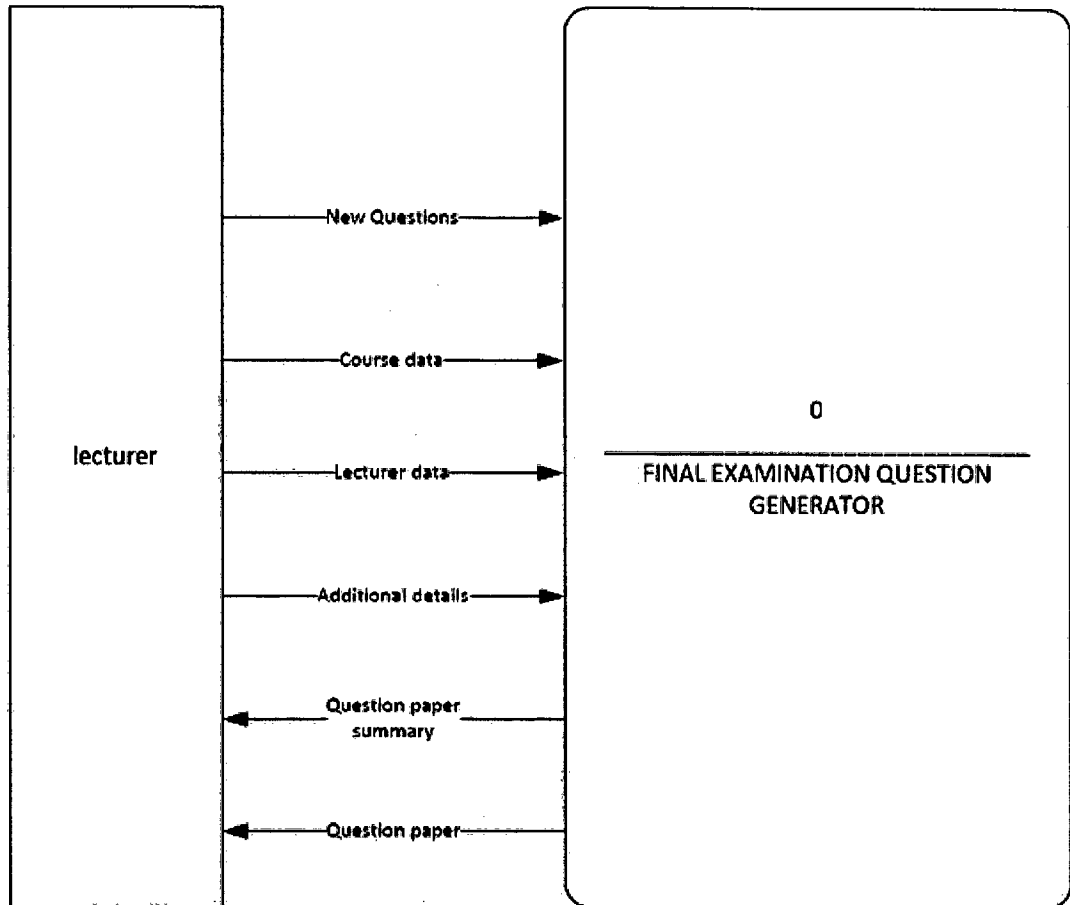 New Questions
Course data
0
lecturer
Lecturer data
FINAL EXAMINATION QUESTION
GENERATOR
Additional details
Question paper
summary
Question paper